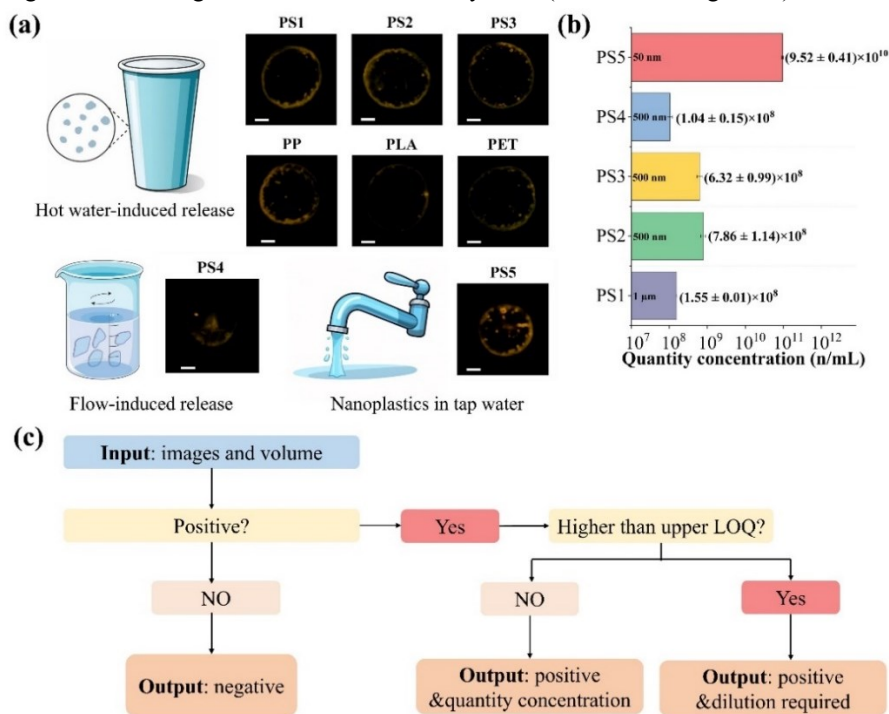 (a)
PS1
PS2
PS3
PP
PLA
PET
Hot water-induced release
PS4
PS5
Flow-induced release
Nanoplastics in tap water
(b)
PS5
50 nm
(9.52 ± 0.41)×10¹⁰
PS4
500 nm
(1.04 ± 0.15)×10⁸
PS3
500 nm
(6.32 ± 0.99)×10⁸
PS2
500 nm
(7.86 ± 1.14)×10⁸
PS1
1 μm
(1.55 ± 0.01)×10⁸
10⁷ 10⁸ 10⁹ 10¹⁰ 10¹¹ 10¹²
Quantity concentration (n/mL)
(c)
Input: images and volume
Positive?
Yes
Higher than upper LOQ?
NO
NO
Yes
Output: negative
Output: positive
&quantity concentration
Output: positive
&dilution required